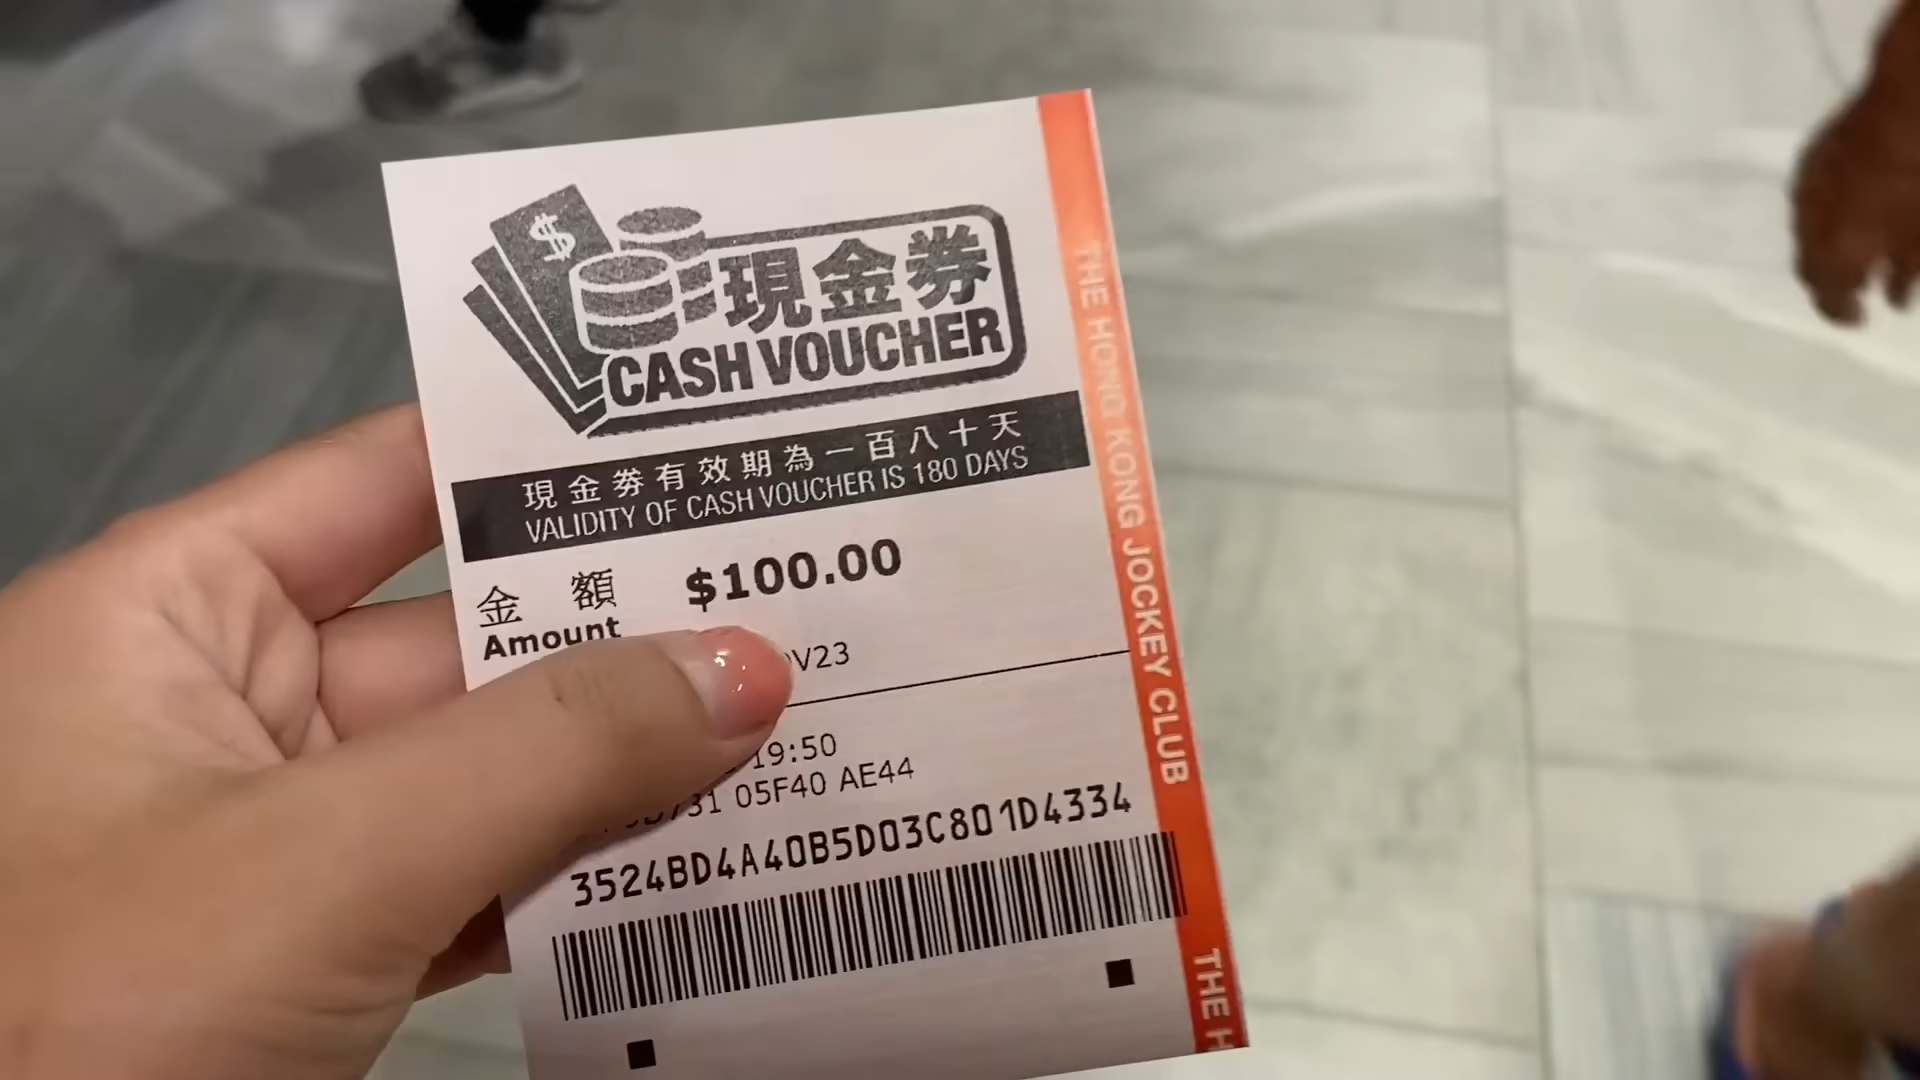 $
現金券
CASH VOUCHER
現金券有效期為一百八十天
VALIDITY OF CASH VOUCHER IS 180 DAYS
金額 $100.00
Amount
19:50
05F40 AE44
3524BD4A40B5D03C801D4334
THE HONG KONG JOCKEY CLUB
THE